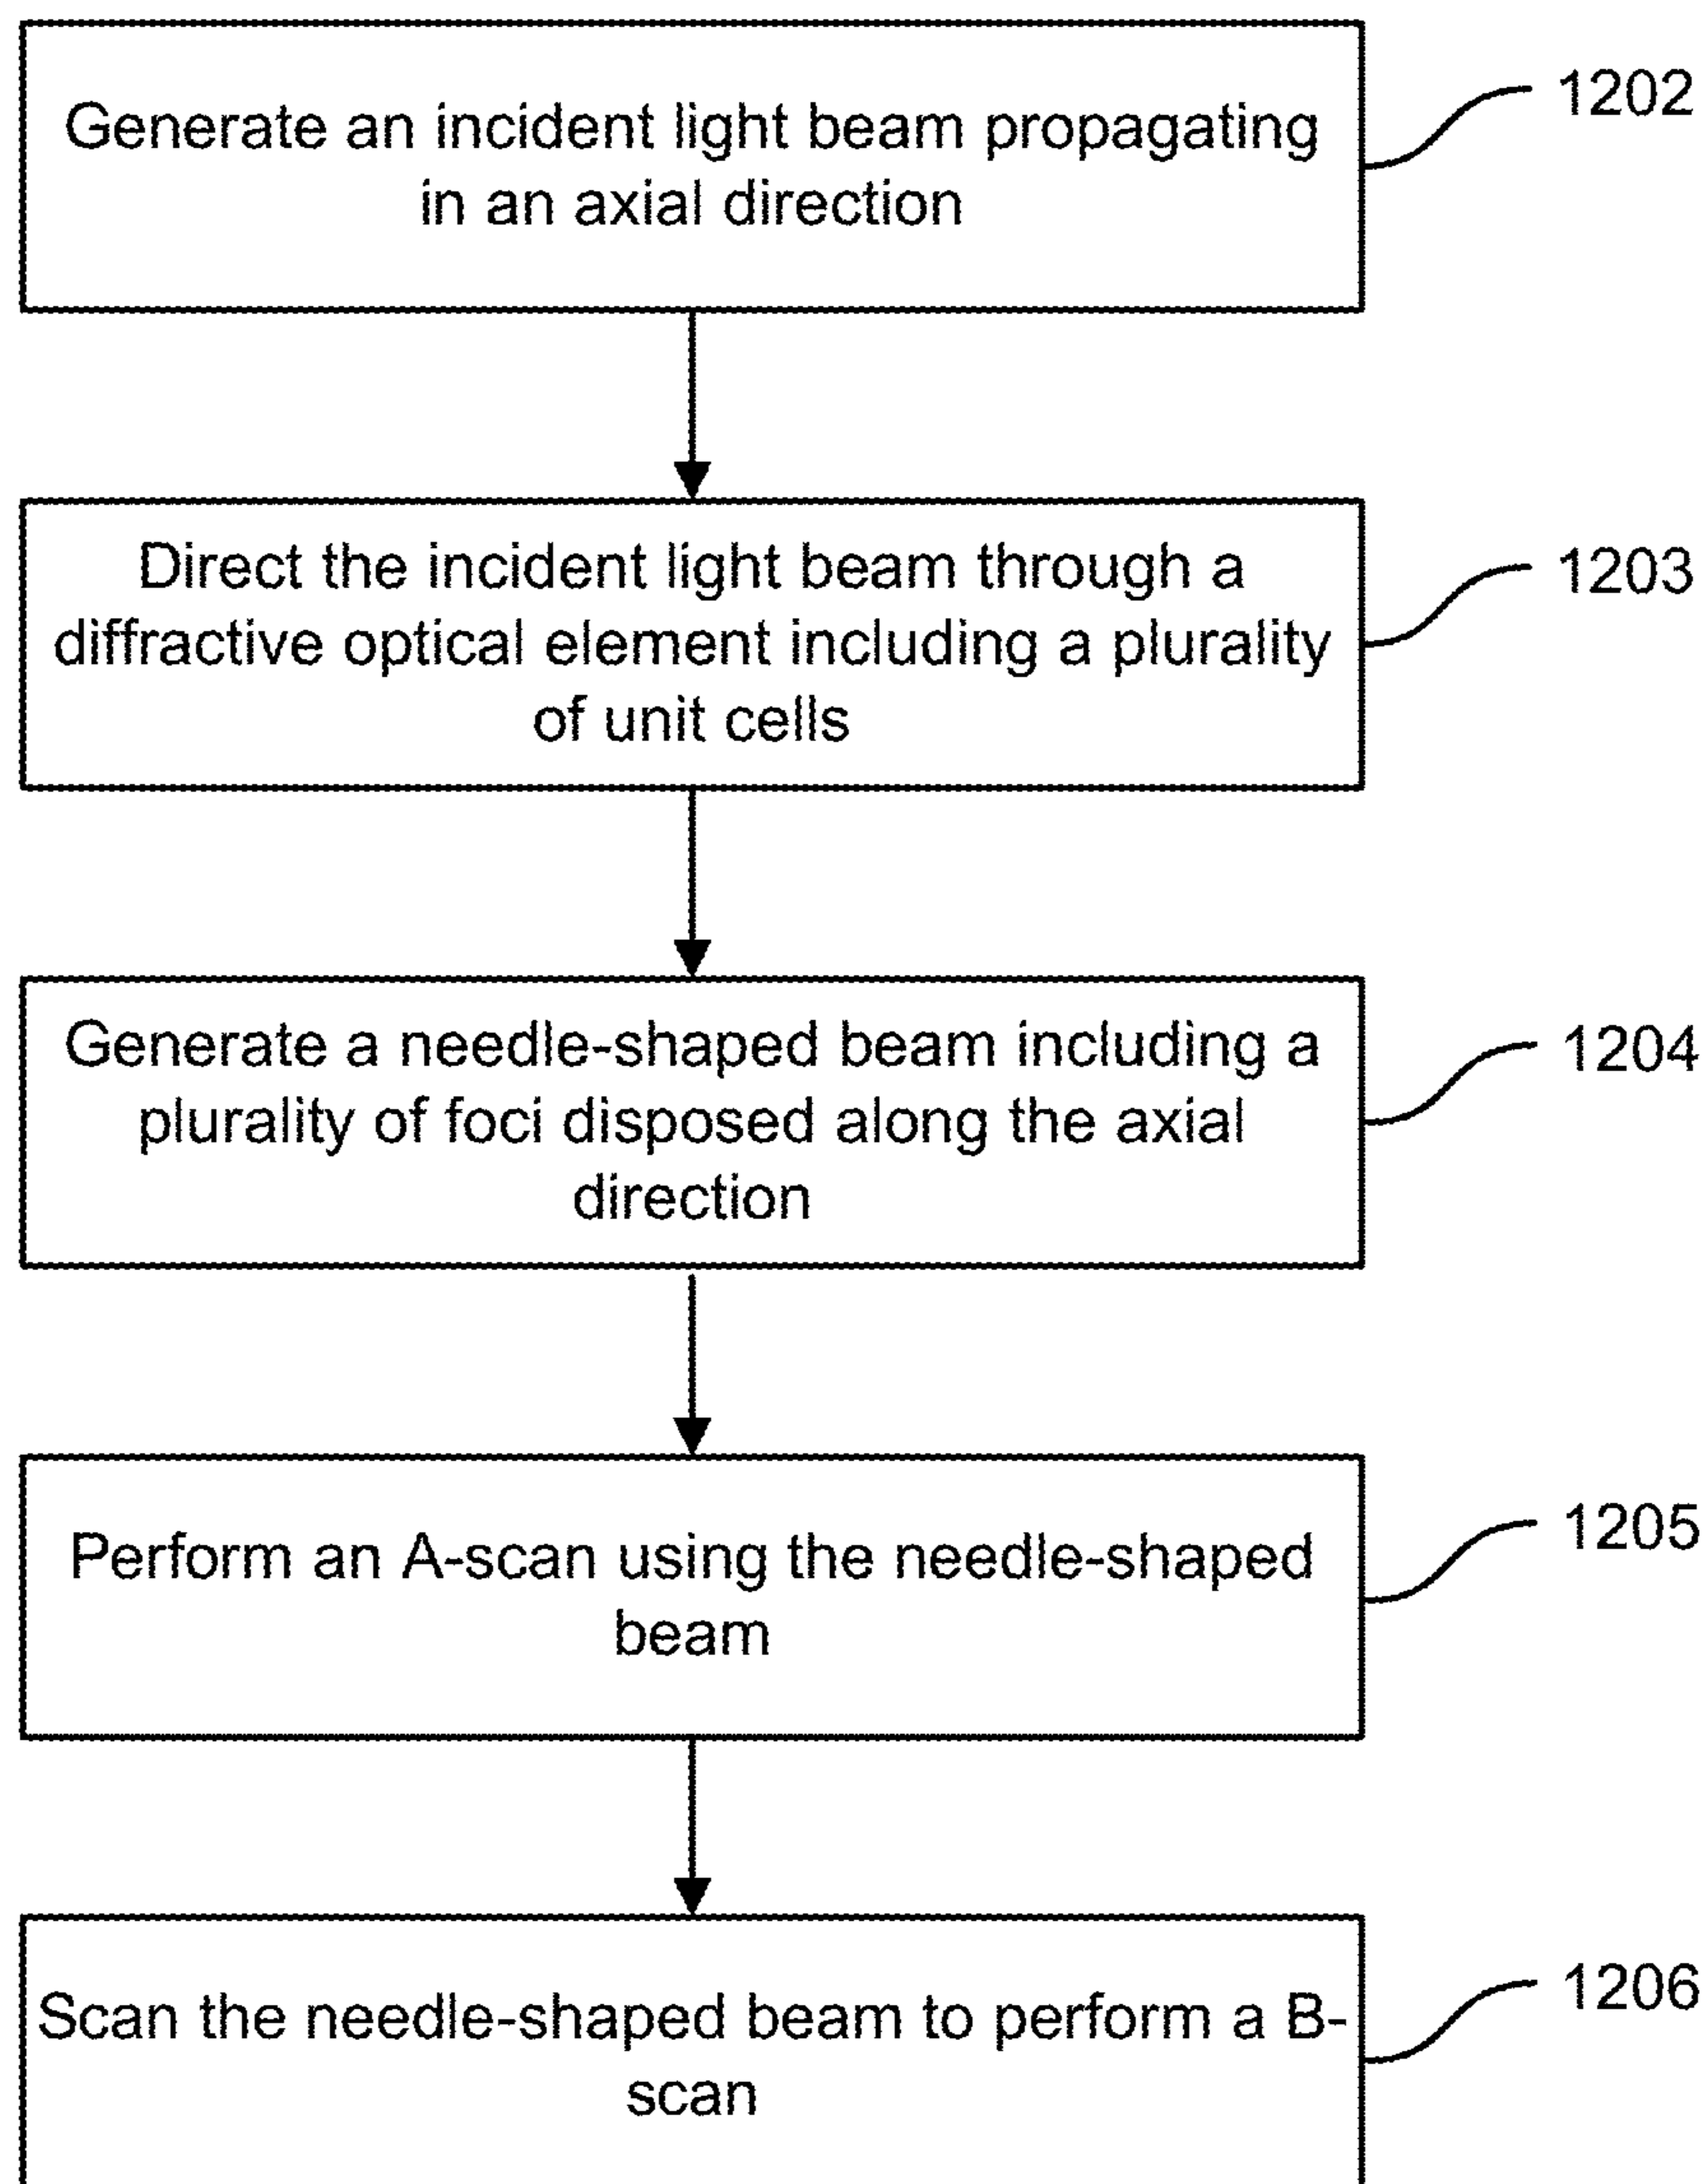 Generate an incident light beam propagating
in an axial direction
1202
Direct the incident light beam through a
diffractive optical element including a plurality
of unit cells
1203
Generate a needle-shaped beam including a
plurality of foci disposed along the axial
direction
1204
Perform an A-scan using the needle-shaped
beam
1205
Scan the needle-shaped beam to perform a B-
scan
1206